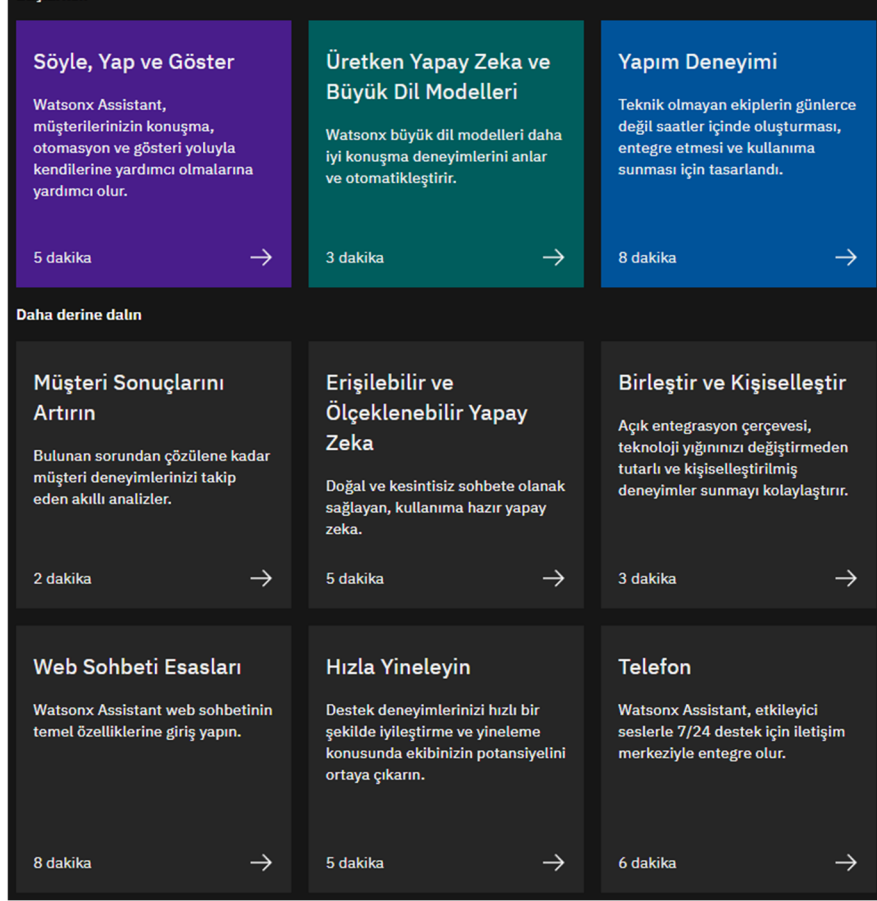 Söyle, Yap ve Göster
Watsonx Assistant,
müşterilerinizin konuşma,
otomasyon ve gösteri yoluyla
kendilerine yardımcı olmalarına
yardımcı olur.
5 dakika
Üretken Yapay Zeka ve
Büyük Dil Modelleri
Watsonx büyük dil modelleri daha
iyi konuşma deneyimlerini anlar
ve otomatikleştirir.
3 dakika
Yapım Deneyimi
Teknik olmayan ekiplerin günlerce
değil saatler içinde oluşturması,
entegre etmesi ve kullanıma
sunması için tasarlandı.
8 dakika
Daha derine dalın
Müşteri Sonuçlarını
Artırın
Bulunan sorundan çözülene kadar
müşteri deneyimlerinizi takip
eden akıllı analizler.
2 dakika
Erişilebilir ve
Ölçeklenebilir Yapay
Zeka
Doğal ve kesintisiz sohbete olanak
sağlayan, kullanıma hazır yapay
zeka.
5 dakika
Birleştir ve Kişiselleştir
Açık entegrasyon çerçevesi,
teknoloji yığınınızı değiştirmeden
tutarlı ve kişiselleştirilmiş
deneyimler sunmayı kolaylaştırır.
3 dakika
Web Sohbeti Esasları
Watsonx Assistant web sohbetinin
temel özelliklerine giriş yapın.
8 dakika
Hızla Yineleyin
Destek deneyimlerinizi hızlı bir
şekilde iyileştirme ve yineleme
konusunda ekibinizin potansiyelini
ortaya çıkarın.
5 dakika
Telefon
Watsonx Assistant, etkileyici
seslerle 7/24 destek için iletişim
merkeziyle entegre olur.
6 dakika